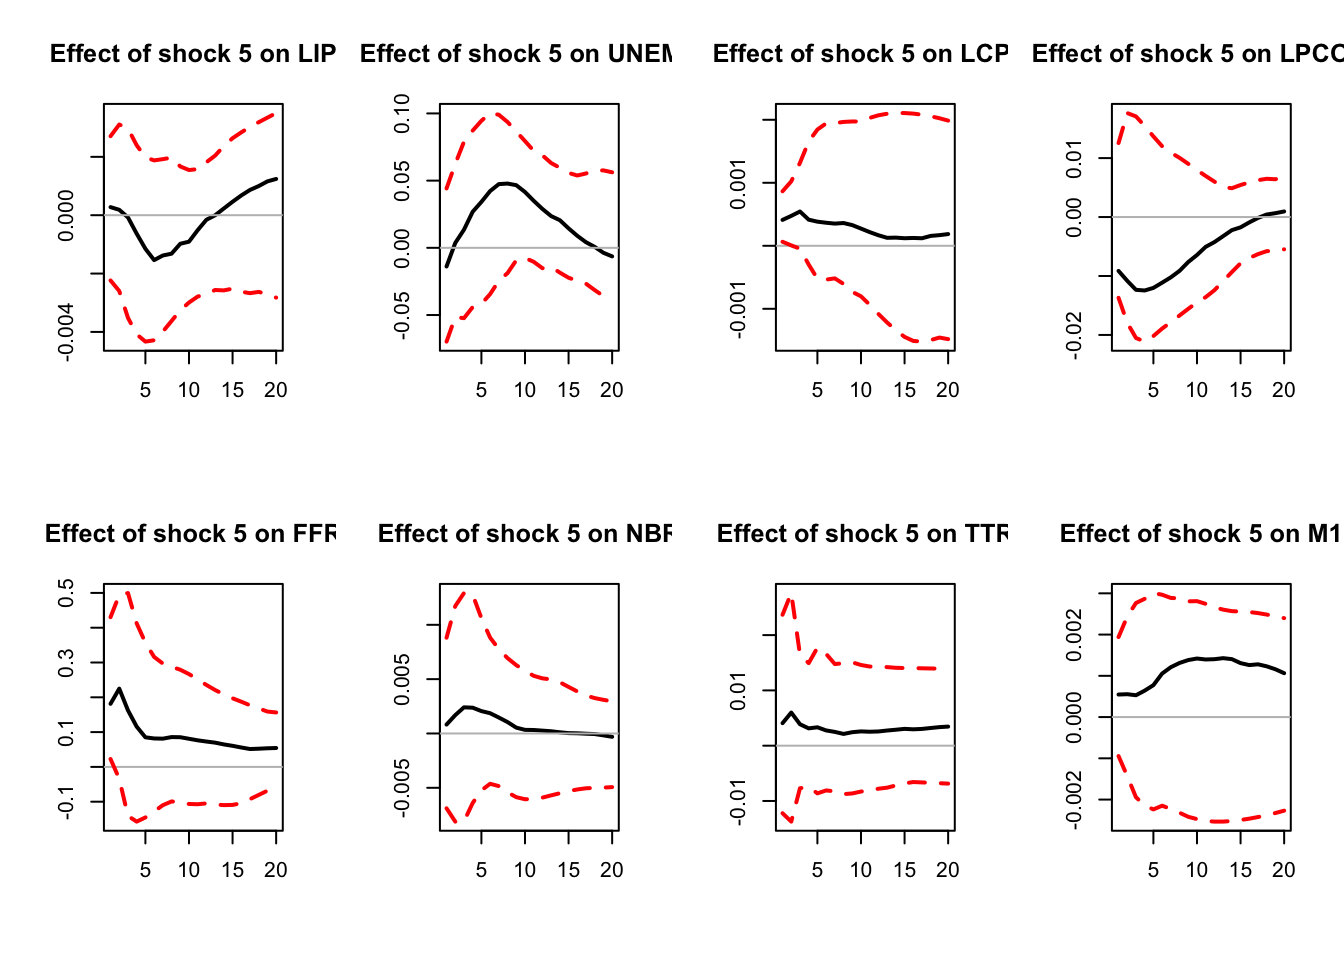 Effect of shock 5 on LIP
Effect of shock 5 on UNEM
Effect of shock 5 on LCP
Effect of shock 5 on LPCO
0.000
-0.004
5 10 15 20
0.10
0.05
0.00
-0.05
5 10 15 20
0.001
-0.001
5 10 15 20
0.01
0.00
-0.02
5 10 15 20
Effect of shock 5 on FFR
Effect of shock 5 on NBR
Effect of shock 5 on TTR
Effect of shock 5 on M1
0.5
0.3
0.1
-0.1
5 10 15 20
0.005
-0.005
5 10 15 20
0.01
-0.01
5 10 15 20
0.002
0.000
-0.002
5 10 15 20